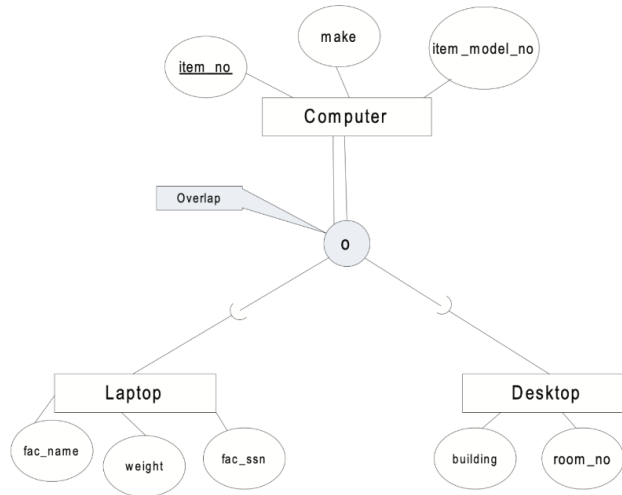 make
item_no
item_model_no
Computer
Overlap
o
Laptop
Desktop
fac_name
weight
fac_ssn
building
room_no